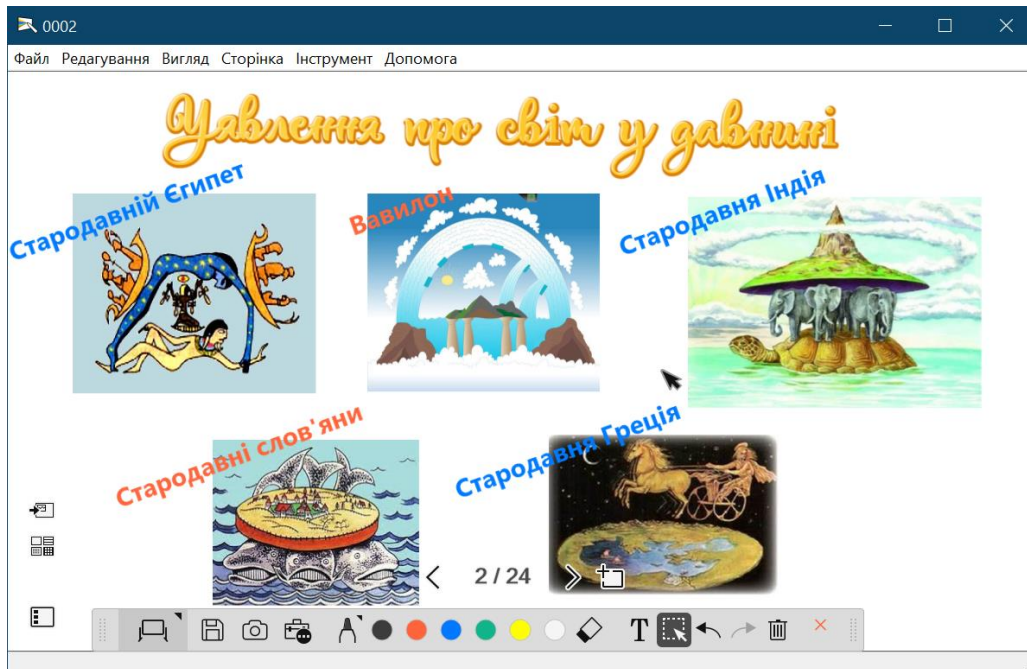 0002
Файл Редагування Вигляд Сторінка Інструмент Допомога
Уявлення про світ у давнині
Стародавній Єгипет
Вавилон
Стародавня Індія
Стародавні слов'яни
Стародавня Греція
2 / 24
T